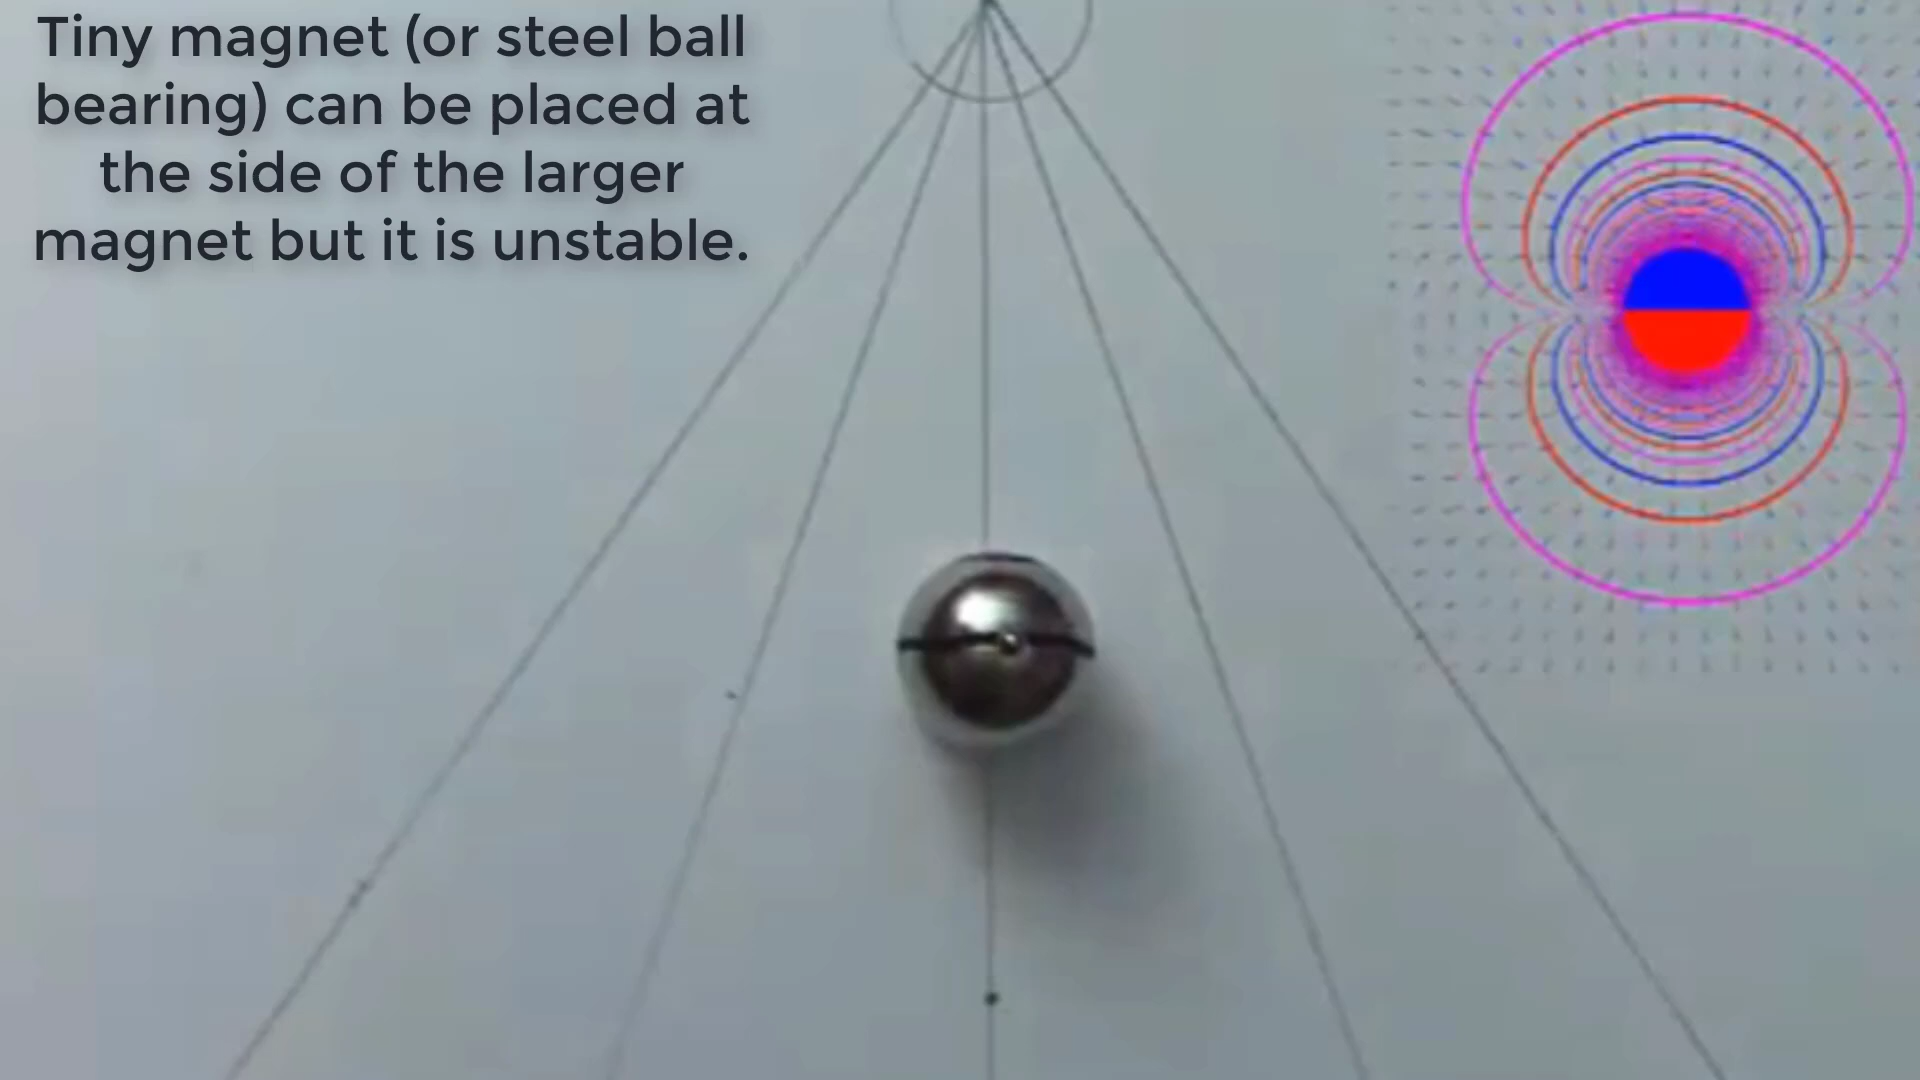 Tiny magnet (or steel ball
bearing) can be placed at
the side of the larger
magnet but it is unstable.